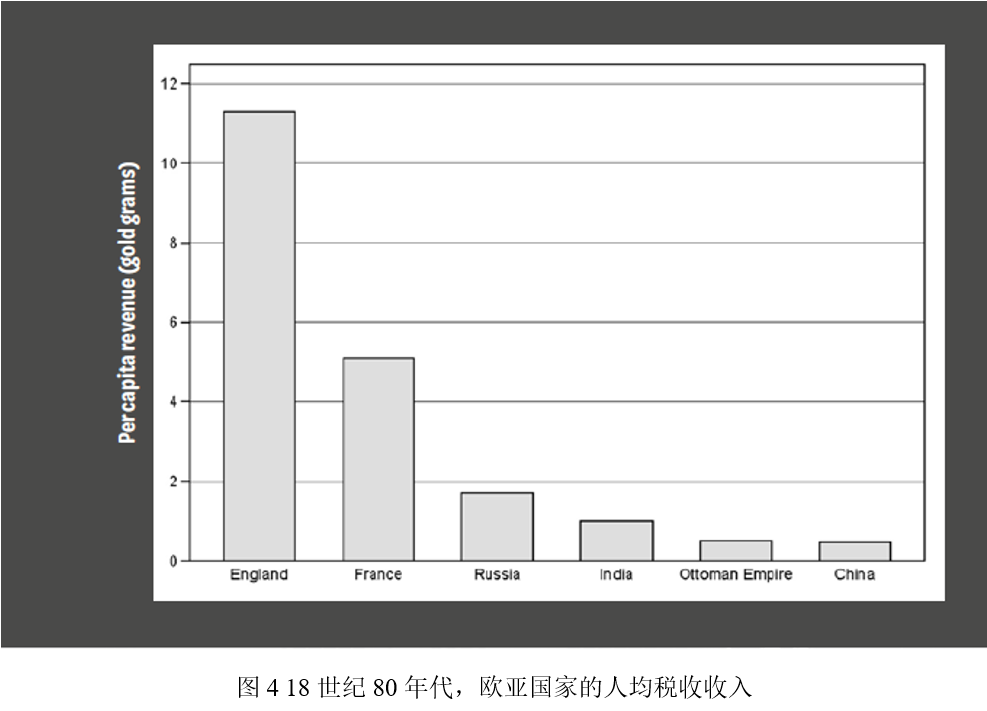 Per capita revenue (gold grams)
12
10
8
6
4
2
0
England France Russia India Ottoman Empire China
图 4 18 世纪 80 年代，欧亚国家的人均税收收入